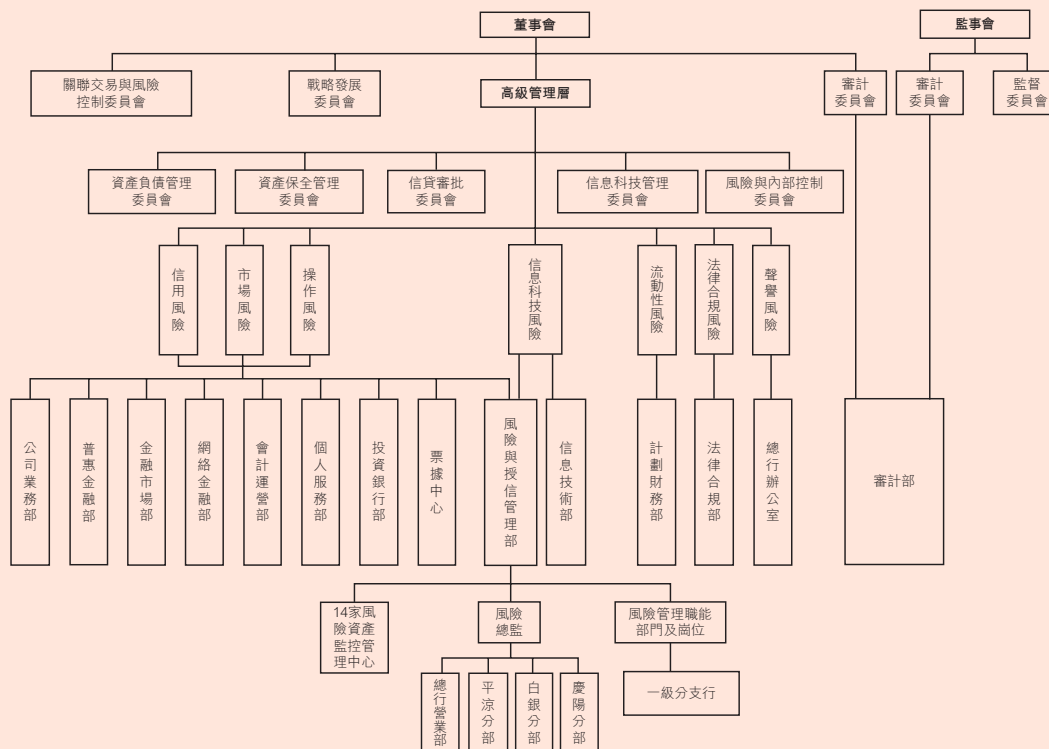 董事會
監事會
關聯交易與風險
控制委員會
戰略發展
委員會
高級管理層
審計
委員會
審計
委員會
監督
委員會
資產負債管理
委員會
資產保全管理
委員會
信貸審批
委員會
信息科技管理
委員會
風險與內部控制
委員會
信用風險
市場風險
操作風險
信息科技風險
流動性風險
法律合規風險
聲譽風險
公司業務部
普惠金融部
金融市場部
網絡金融部
會計運營部
個人服務部
投資銀行部
票據中心
風險與授信管理部
信息技術部
計劃財務部
法律合規部
總行辦公室
審計部
14家風
險資產
監控管
理中心
風險
總監
風險管理職能
部門及崗位
總行營業部
平涼分部
白銀分部
慶陽分部
一級分支行